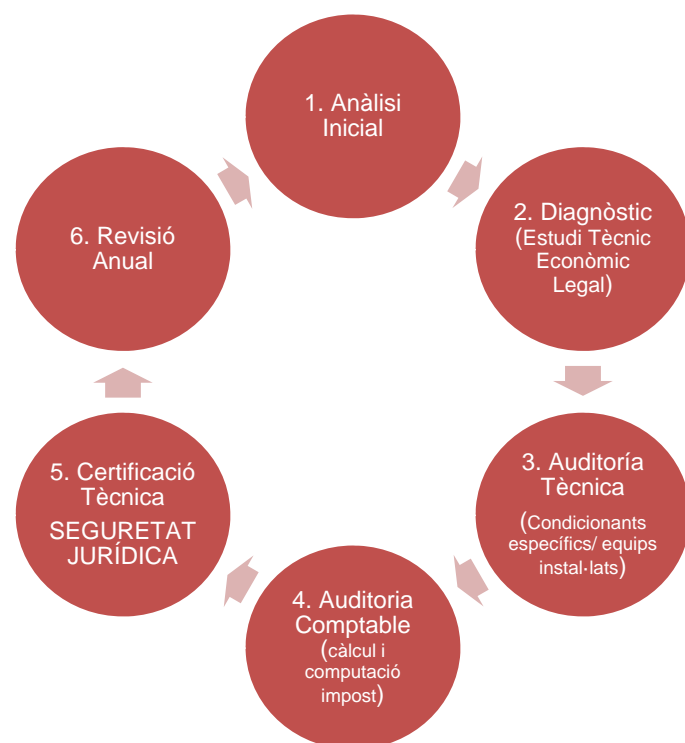 1. Anàlisi
Inicial
2. Diagnòstic
(Estudi Tècnic
Econòmic
Legal)
3. Auditoría
Tècnica
(Condicionants
específics/ equips
instal·lats)
4. Auditoria
Comptable
(càlcul i
computació
impost)
5. Certificació
Tècnica
SEGURETAT
JURÍDICA
6. Revisió
Anual